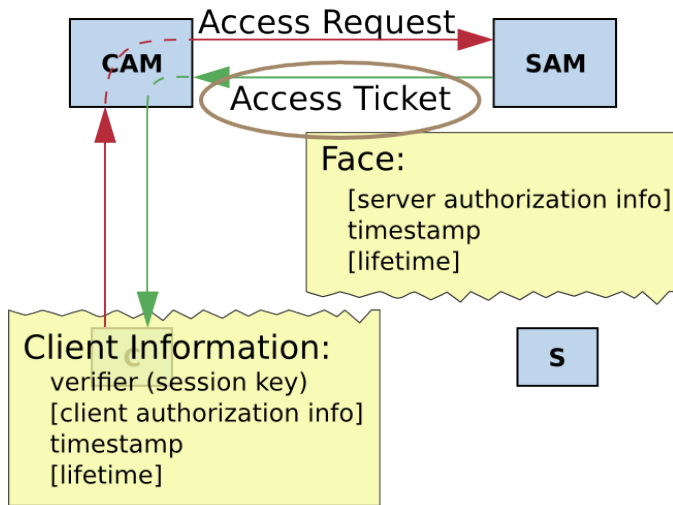 Access Request
CAM
SAM
Access Ticket
Face:
[server authorization info]
timestamp
[lifetime]
Client Information:
C
S
verifier (session key)
[client authorization info]
timestamp
[lifetime]